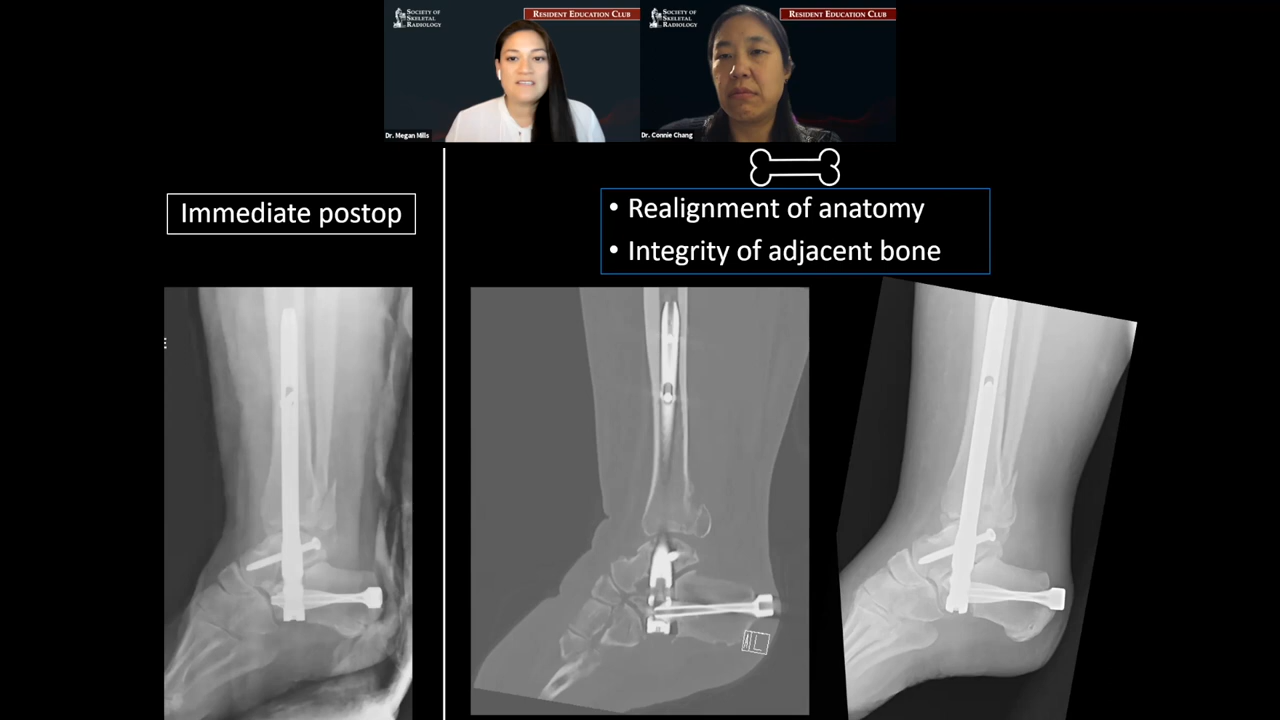 SOCIETY OF
SKELETAL
RADIOLOGY
RESIDENT EDUCATION CLUB
Dr. Megan Mills
SOCIETY OF
SKELETAL
RADIOLOGY
RESIDENT EDUCATION CLUB
Dr. Connie Chang
Immediate postop
• Realignment of anatomy
• Integrity of adjacent bone
L